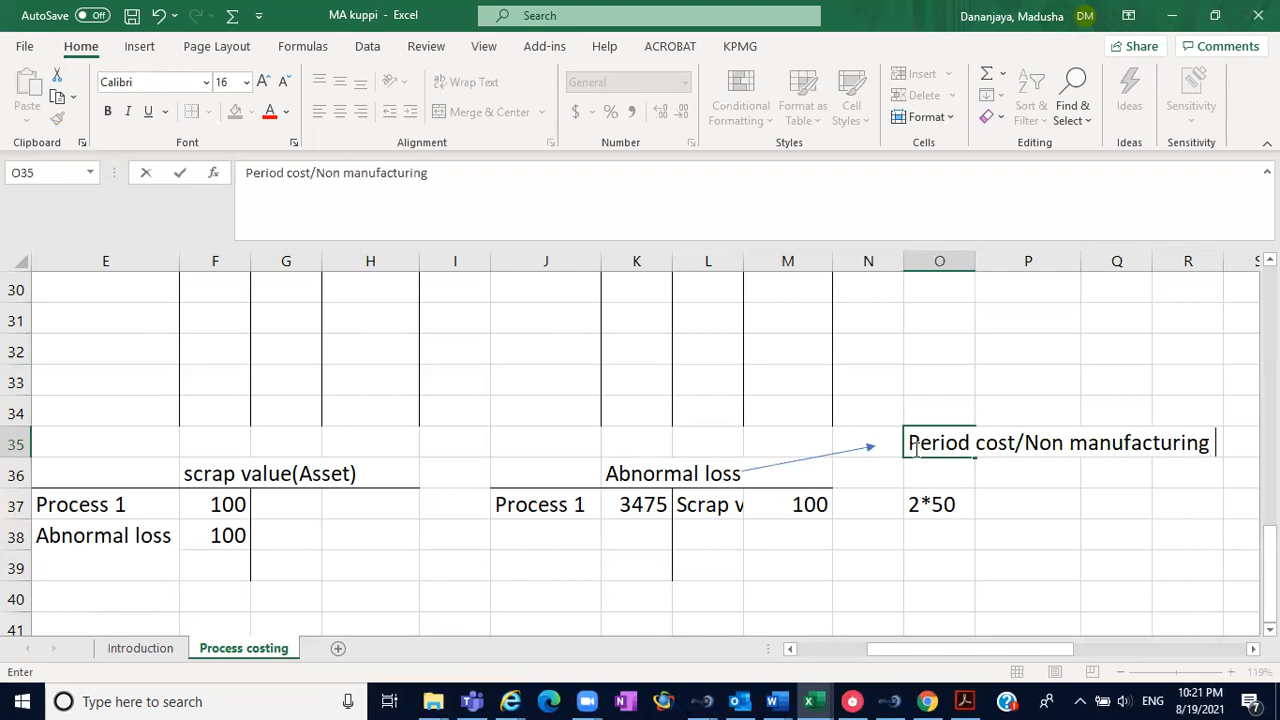 AutoSave Off MA kuppi - Excel Search Dananjaya, Madusha DM
File Home Insert Page Layout Formulas Data Review View Add-ins Help ACROBAT KPMG Share Comments
Paste Calibri 16 A A Wrap Text General Conditional Formatting Format as Table Cell Styles Insert Delete Format Sort & Filter Find & Select Ideas Sensitivity
B I U A Merge & Center $ % ,
Clipboard Font Alignment Number Styles Cells Editing Ideas Sensitivity
O35 fx Period cost/Non manufacturing
E F G H I J K L M N O P Q R S
30
31
32
33
34
35 Period cost/Non manufacturing
36 scrap value(Asset) Abnormal loss
37 Process 1 100 Process 1 3475 Scrap v 100 2*50
38 Abnormal loss 100
39
40
41
Introduction Process costing
Enter 119%
Type here to search ENG 10:21 PM 8/19/2021 7